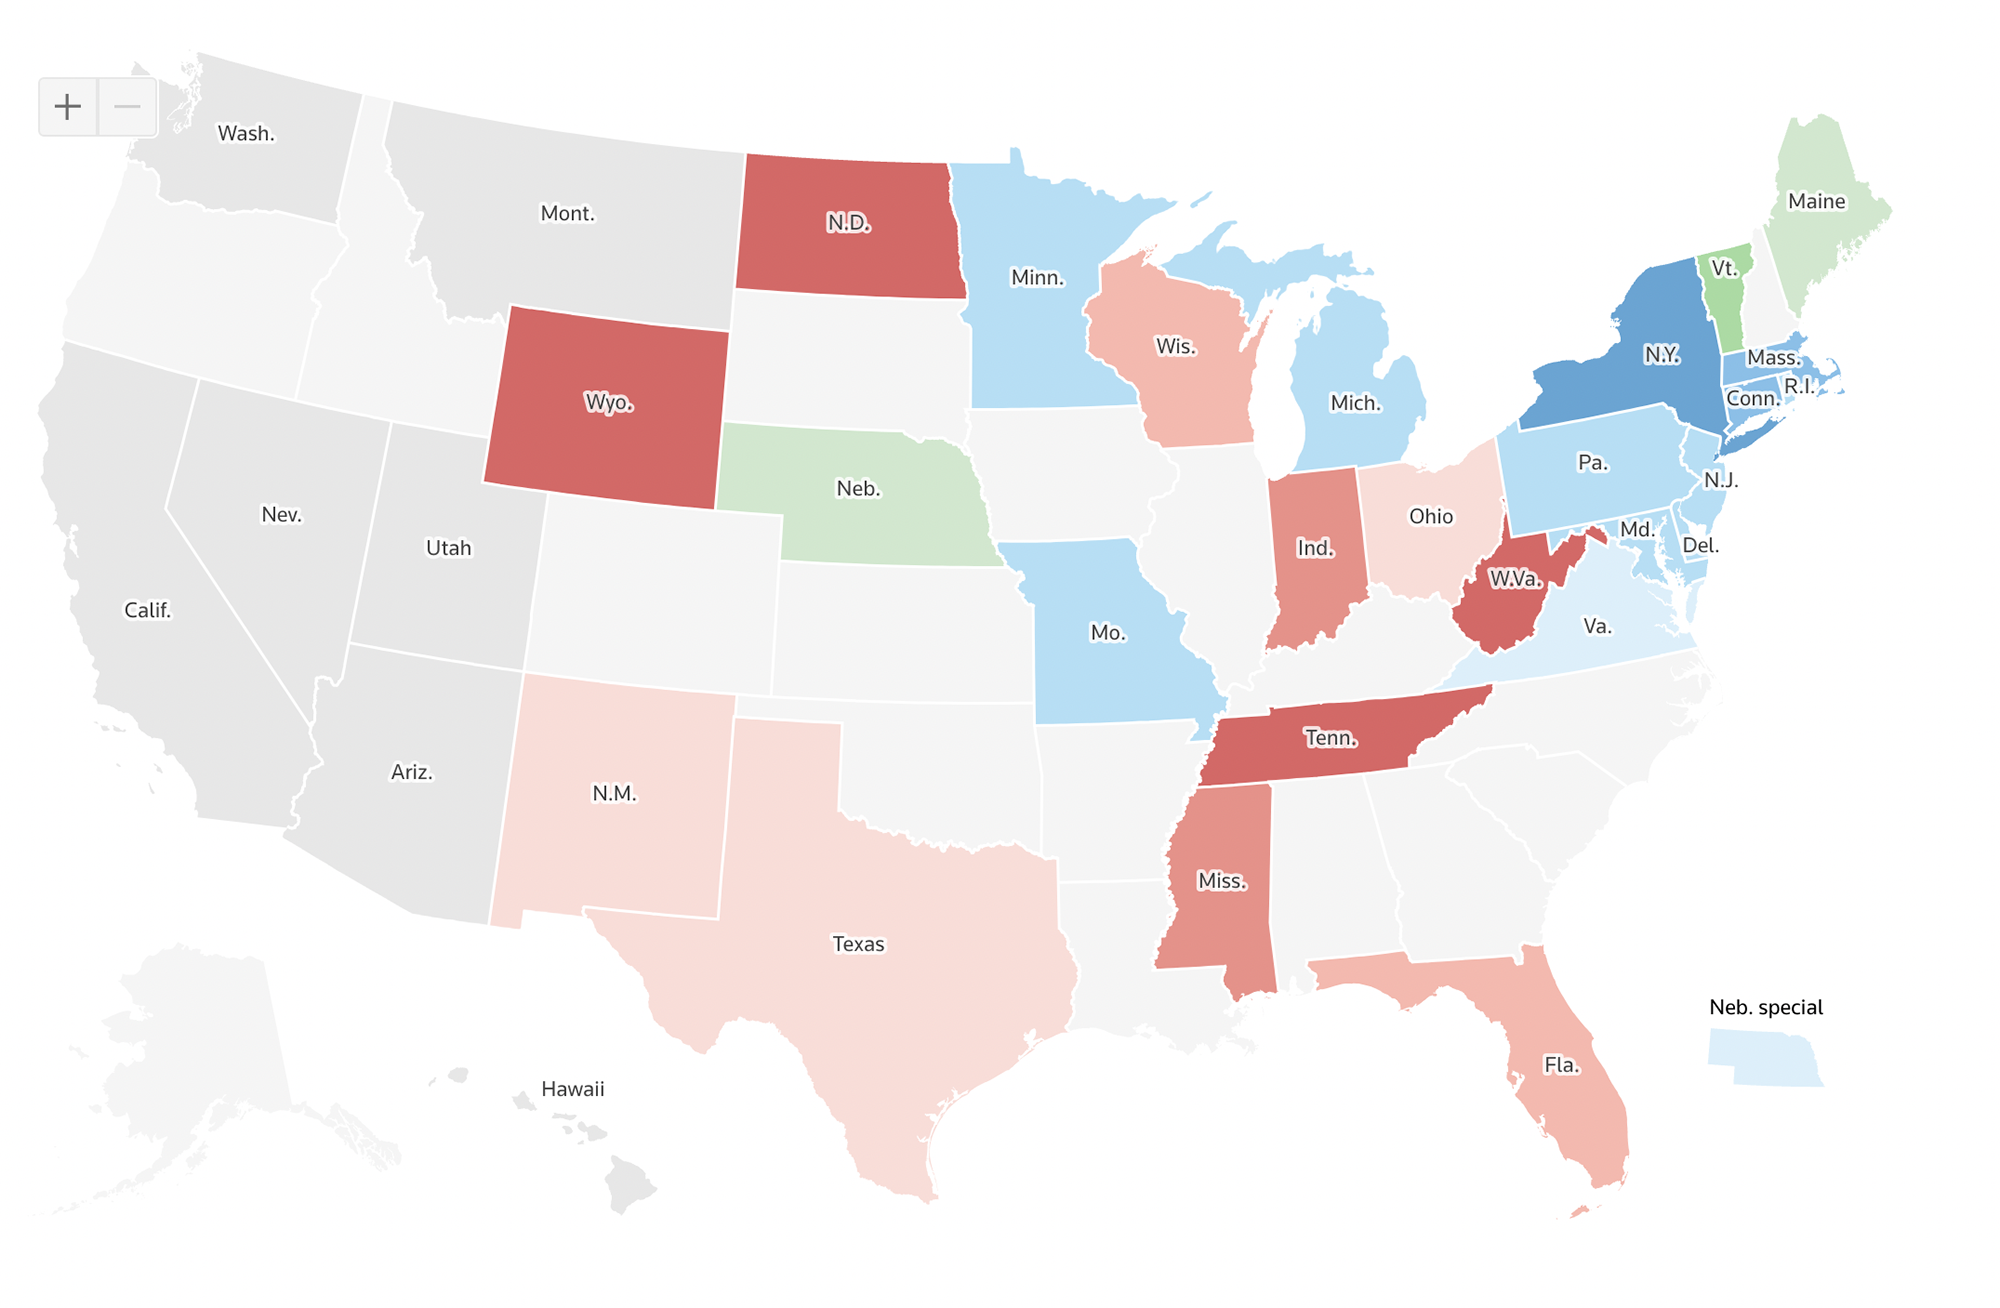 Wash.
Mont.
N.D.
Minn.
Maine
Vt.
Wis.
N.Y.
Mass.
R.I.
Conn.
Wyo.
Mich.
Neb.
Pa.
N.J.
Nev.
Utah
Ohio
Ind.
Md.
Del.
W.Va.
Calif.
Mo.
Va.
Ariz.
N.M.
Tenn.
Miss.
Texas
Neb. special
Fla.
Hawaii